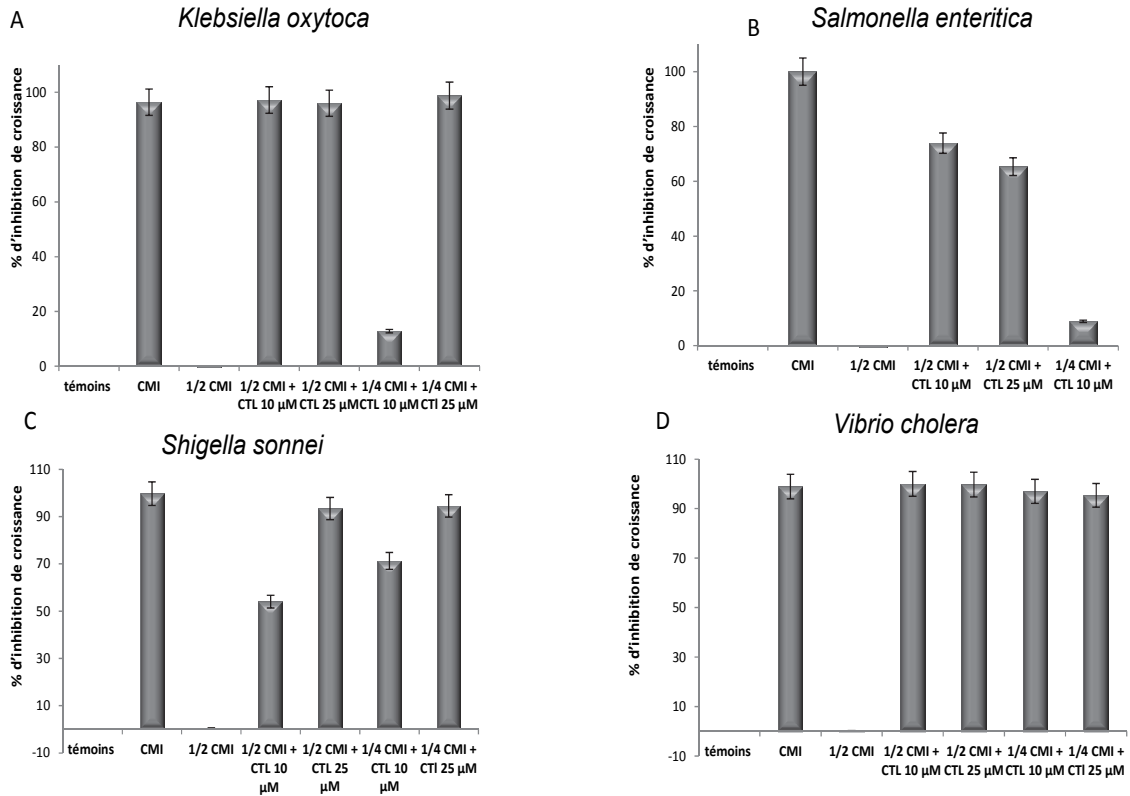 A
Klebsiella oxytoca
% d'inhibition de croissance
100
80
60
40
20
0
témoins
CMI
1/2 CMI
1/2 CMI +
CTL 10 µM
1/2 CMI +
CTL 25 µM
1/4 CMI +
CTL 10 µM
1/4 CMI +
CTl 25 µM
B
Salmonella enteritica
% d'inhibition de croissance
100
80
60
40
20
0
témoins
CMI
1/2 CMI
1/2 CMI +
CTL 10 µM
1/2 CMI +
CTL 25 µM
1/4 CMI +
CTL 10 µM
C
Shigella sonnei
% d'inhibition de croissance
110
90
70
50
30
10
-10
témoins
CMI
1/2 CMI
1/2 CMI +
CTL 10
µM
1/2 CMI +
CTL 25
µM
1/4 CMI +
CTL 10
µM
1/4 CMI +
CTl 25 µM
D
Vibrio cholera
% d'inhibition de croissance
110
90
70
50
30
10
-10
témoins
CMI
1/2 CMI
1/2 CMI +
CTL 10 µM
1/2 CMI +
CTL 25 µM
1/4 CMI +
CTL 10 µM
1/4 CMI +
CTl 25 µM